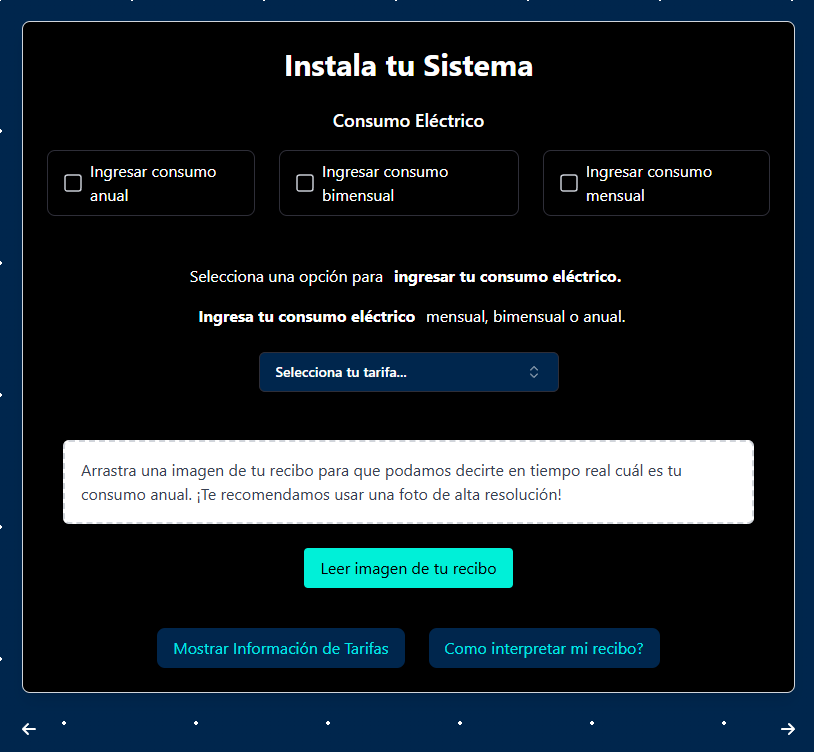 Instala tu Sistema
Consumo Eléctrico
Ingresar consumo
anual
Ingresar consumo
bimensual
Ingresar consumo
mensual
Selecciona una opción para ingresar tu consumo eléctrico.
Ingresa tu consumo eléctrico mensual, bimensual o anual.
Selecciona tu tarifa...
Arrastra una imagen de tu recibo para que podamos decirte en tiempo real cuál es tu
consumo anual. ¡Te recomendamos usar una foto de alta resolución!
Leer imagen de tu recibo
Mostrar Información de Tarifas
Como interpretar mi recibo?